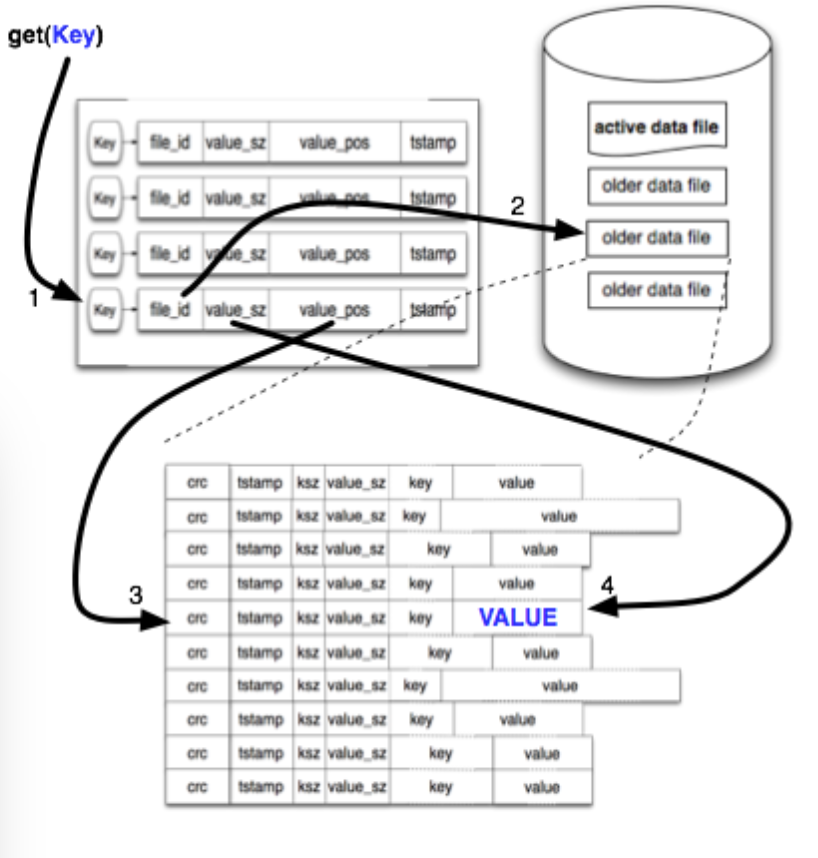 get(Key)
Key file_id value_sz value_pos tstamp
Key file_id value_sz value_pos tstamp
Key file_id value_sz value_pos tstamp
Key file_id value_sz value_pos tstamp
1
2
active data file
older data file
older data file
older data file
crc tstamp ksz value_sz key value
crc tstamp ksz value_sz key value
crc tstamp ksz value_sz key value
crc tstamp ksz value_sz key value
3
4
crc tstamp ksz value_sz key VALUE
crc tstamp ksz value_sz key value
crc tstamp ksz value_sz key value
crc tstamp ksz value_sz key value
crc tstamp ksz value_sz key value
crc tstamp ksz value_sz key value